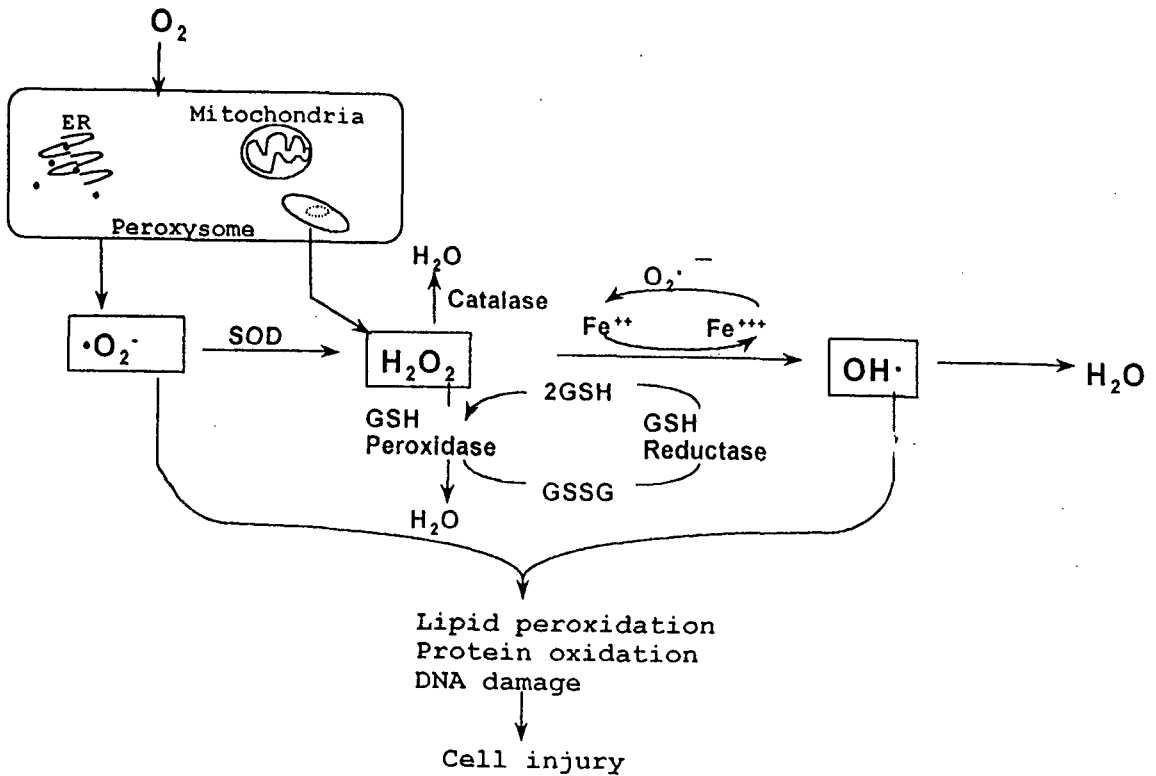 O₂
ER
Mitochondria
Peroxysome
H₂O
Catalase
O₂·⁻
Fe⁺⁺
Fe⁺⁺⁺
·O₂⁻
SOD
H₂O₂
OH·
H₂O
2GSH
GSH
Peroxidase
GSH
Reductase
GSSG
H₂O
Lipid peroxidation
Protein oxidation
DNA damage
Cell injury